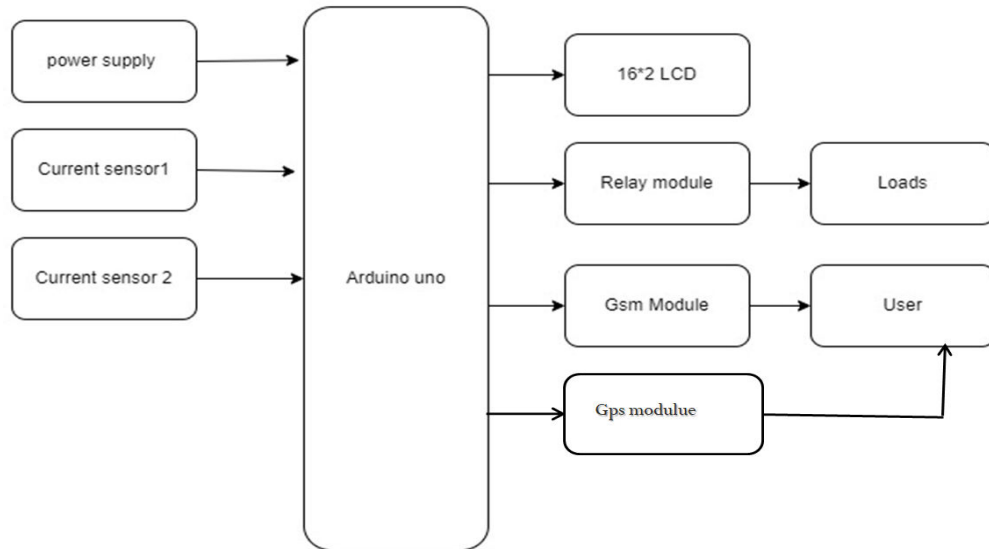 power supply
Current sensor1
Current sensor 2
Arduino uno
16*2 LCD
Relay module
Loads
Gsm Module
User
Gps modulue